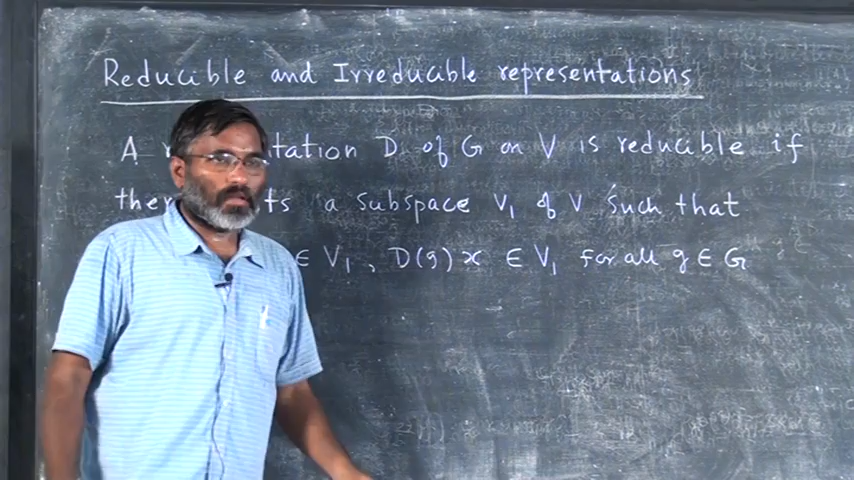 Reducible and Irreducible representations
A tation D of G on V is reducible if
ther ts a subspace V₁ of V such that
∈ V₁ , D(g)x ∈ V₁ for all g ∈ G